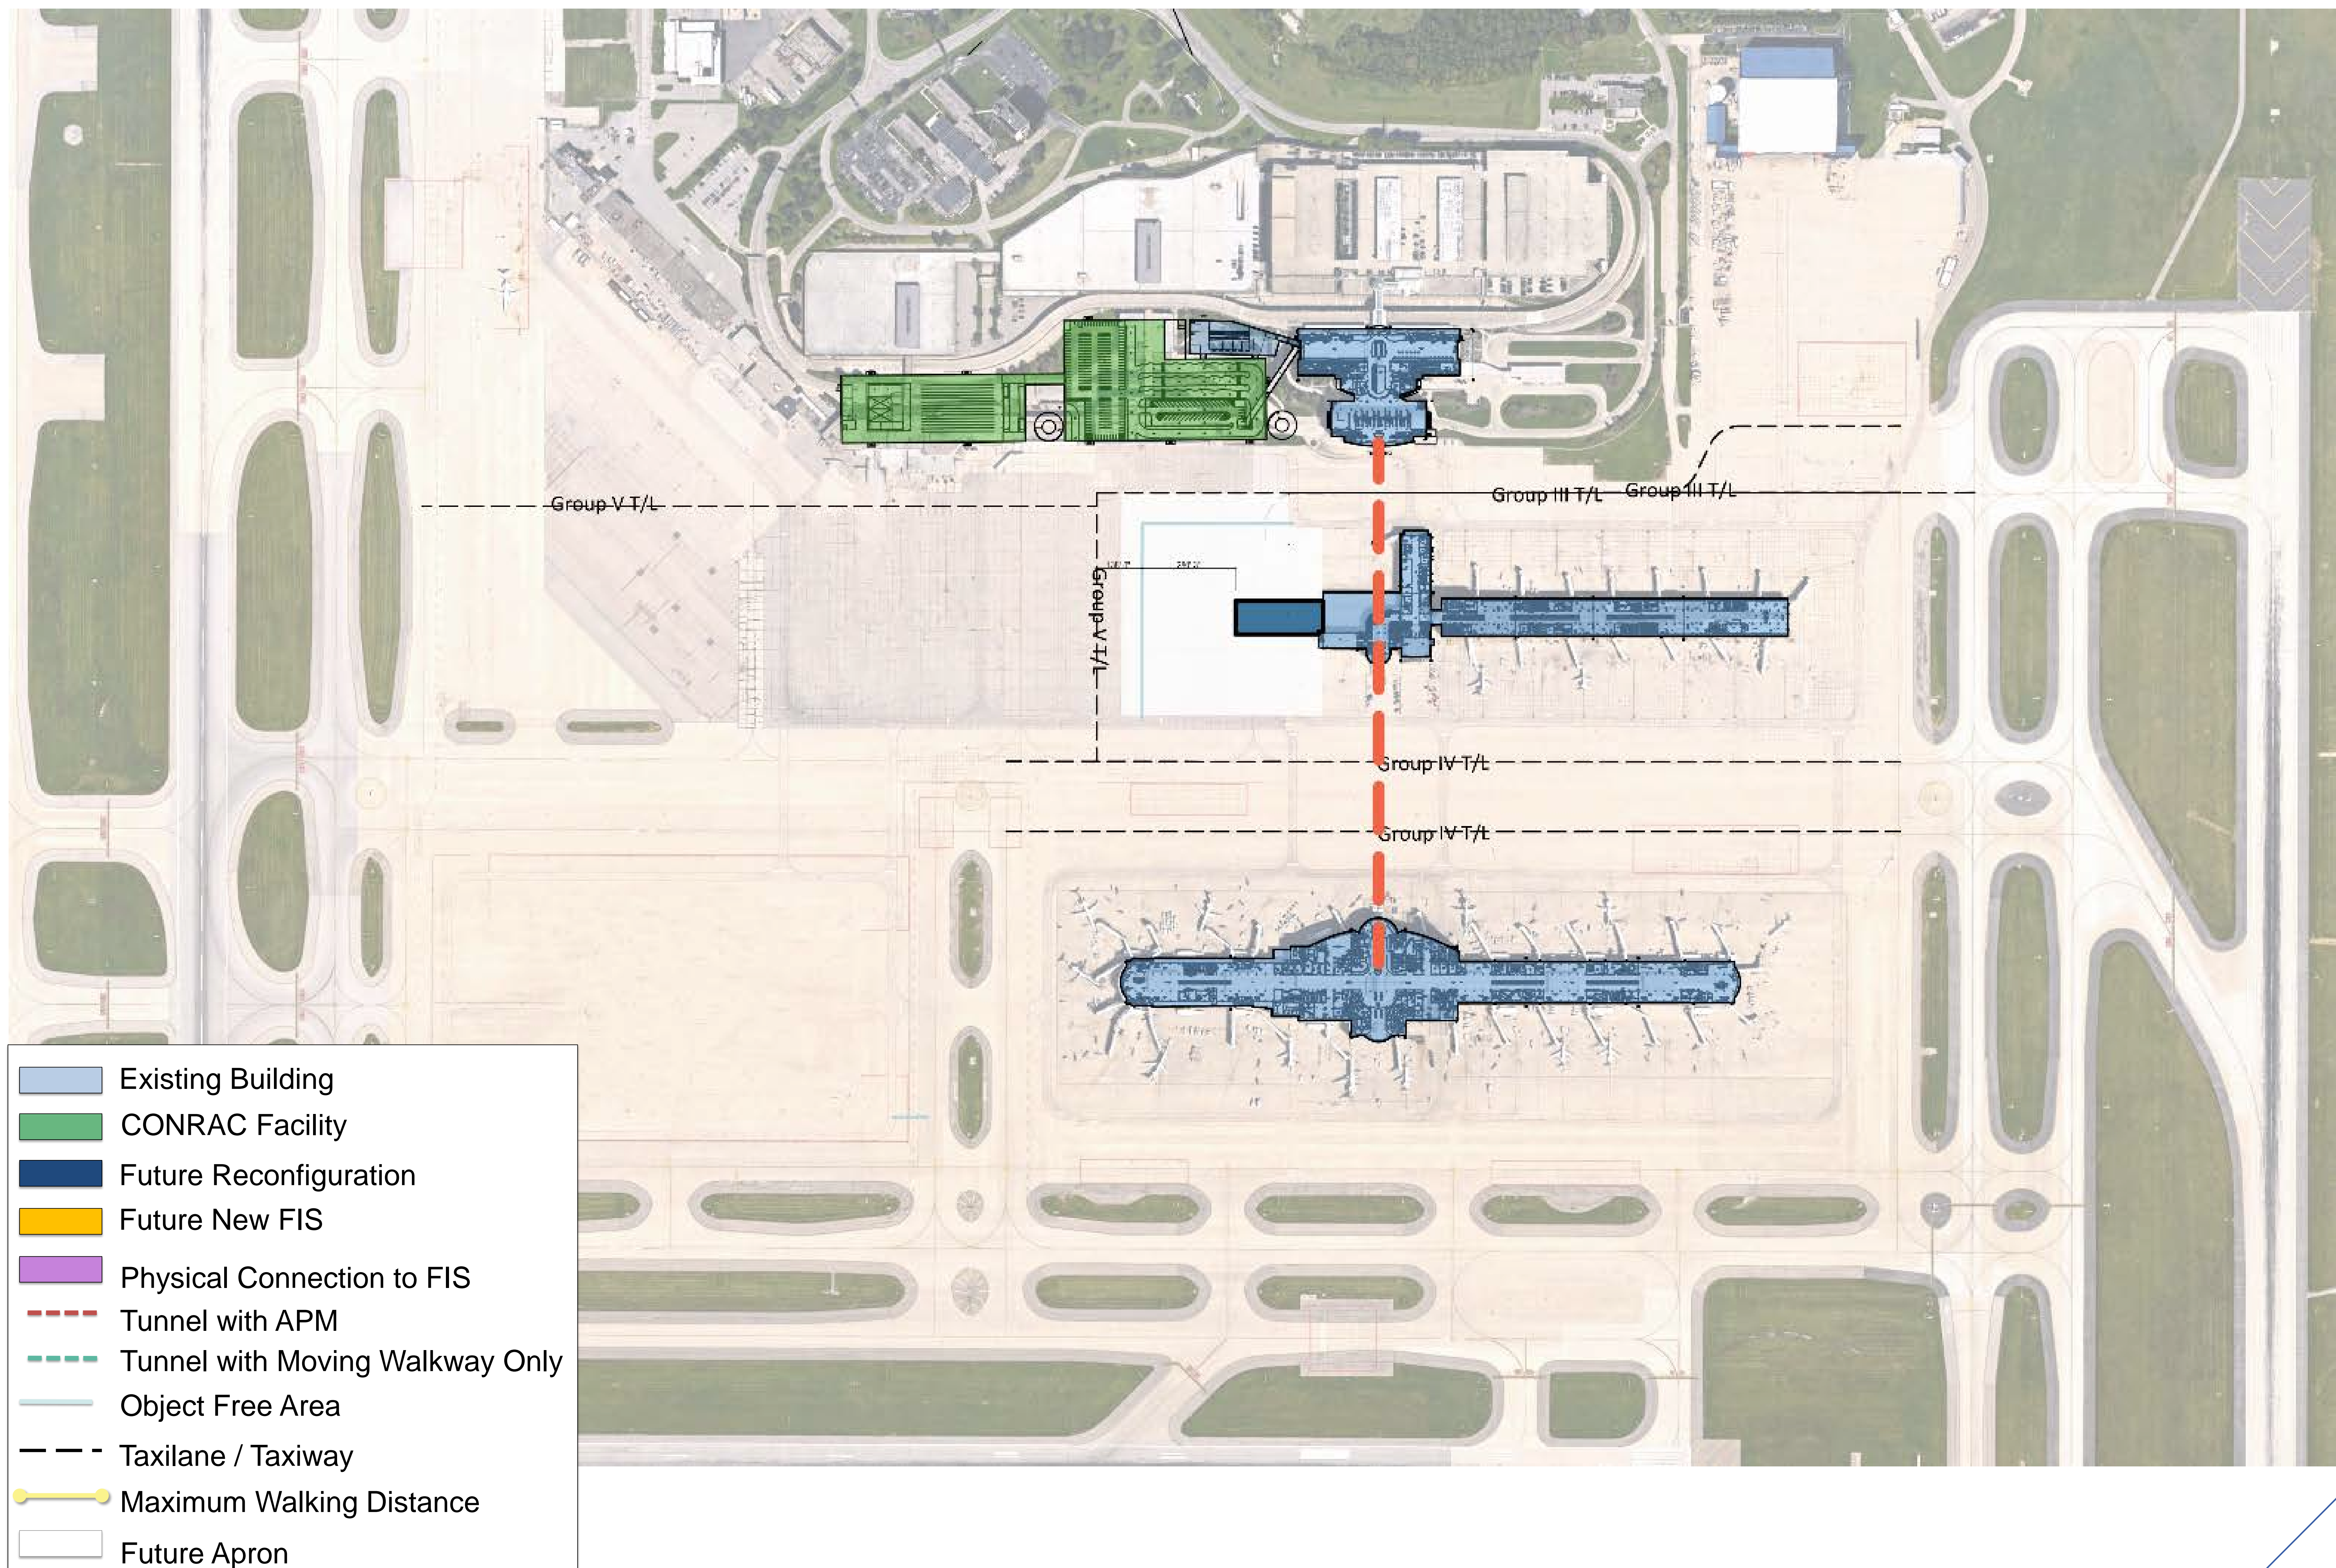 Group V T/L
Group III T/L
Group III T/L
Group V T/L
Group IV T/L
Group IV T/L
Existing Building
CONRAC Facility
Future Reconfiguration
Future New FIS
Physical Connection to FIS
Tunnel with APM
Tunnel with Moving Walkway Only
Object Free Area
Taxilane / Taxiway
Maximum Walking Distance
Future Apron